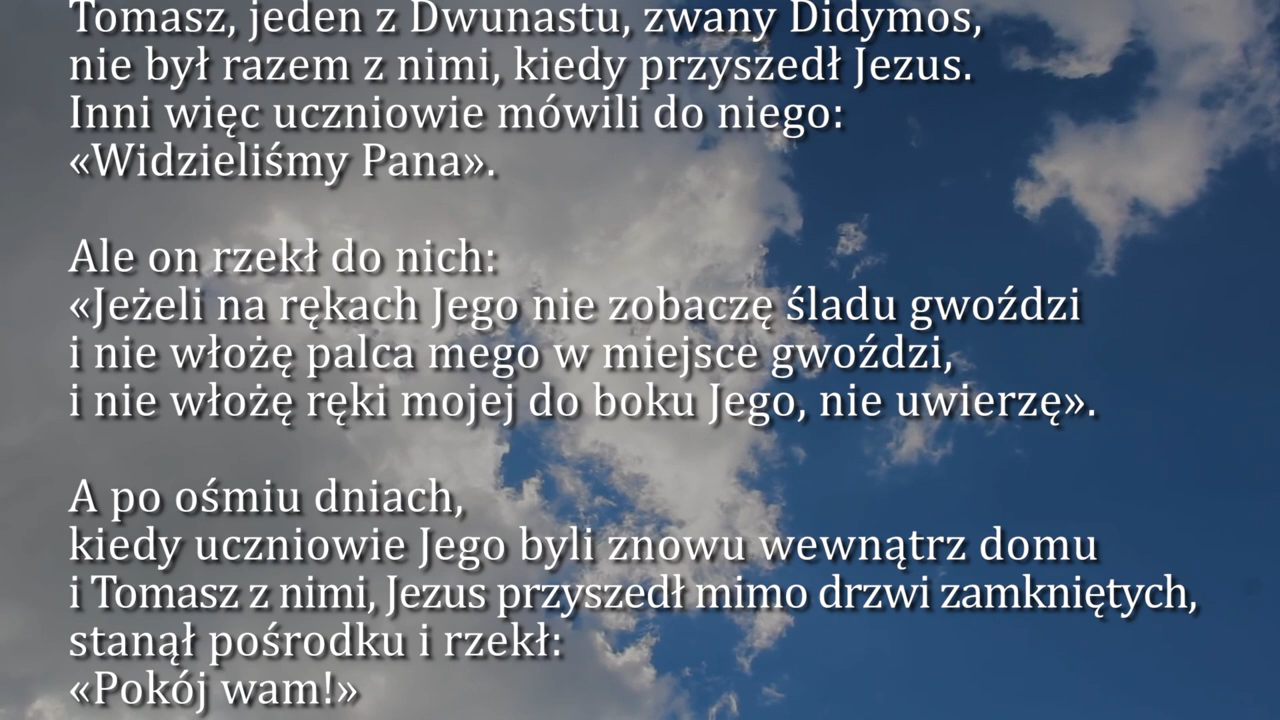 Tomasz, jeden z Dwunastu, zwany Didymos,
nie był razem z nimi, kiedy przyszedł Jezus.
Inni więc uczniowie mówili do niego:
«Widzieliśmy Pana».
Ale on rzekł do nich:
«Jeżeli na rękach Jego nie zobaczę śladu gwoździ
i nie włożę palca mego w miejsce gwoździ,
i nie włożę ręki mojej do boku Jego, nie uwierzę».
A po ośmiu dniach,
kiedy uczniowie Jego byli znowu wewnątrz domu
i Tomasz z nimi, Jezus przyszedł mimo drzwi zamkniętych,
stanął pośrodku i rzekł:
«Pokój wam!»